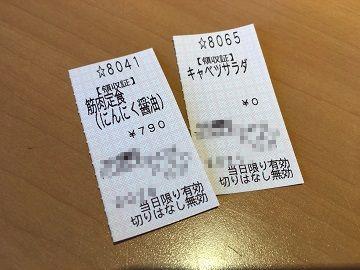 ☆8041
【領収証】
筋肉定食
(にんにく醤油)
￥790
当日限り有効
切りはなし無効
☆8065
【領収証】
キャベツサラダ
￥0
当日限り有効
切りはなし無効